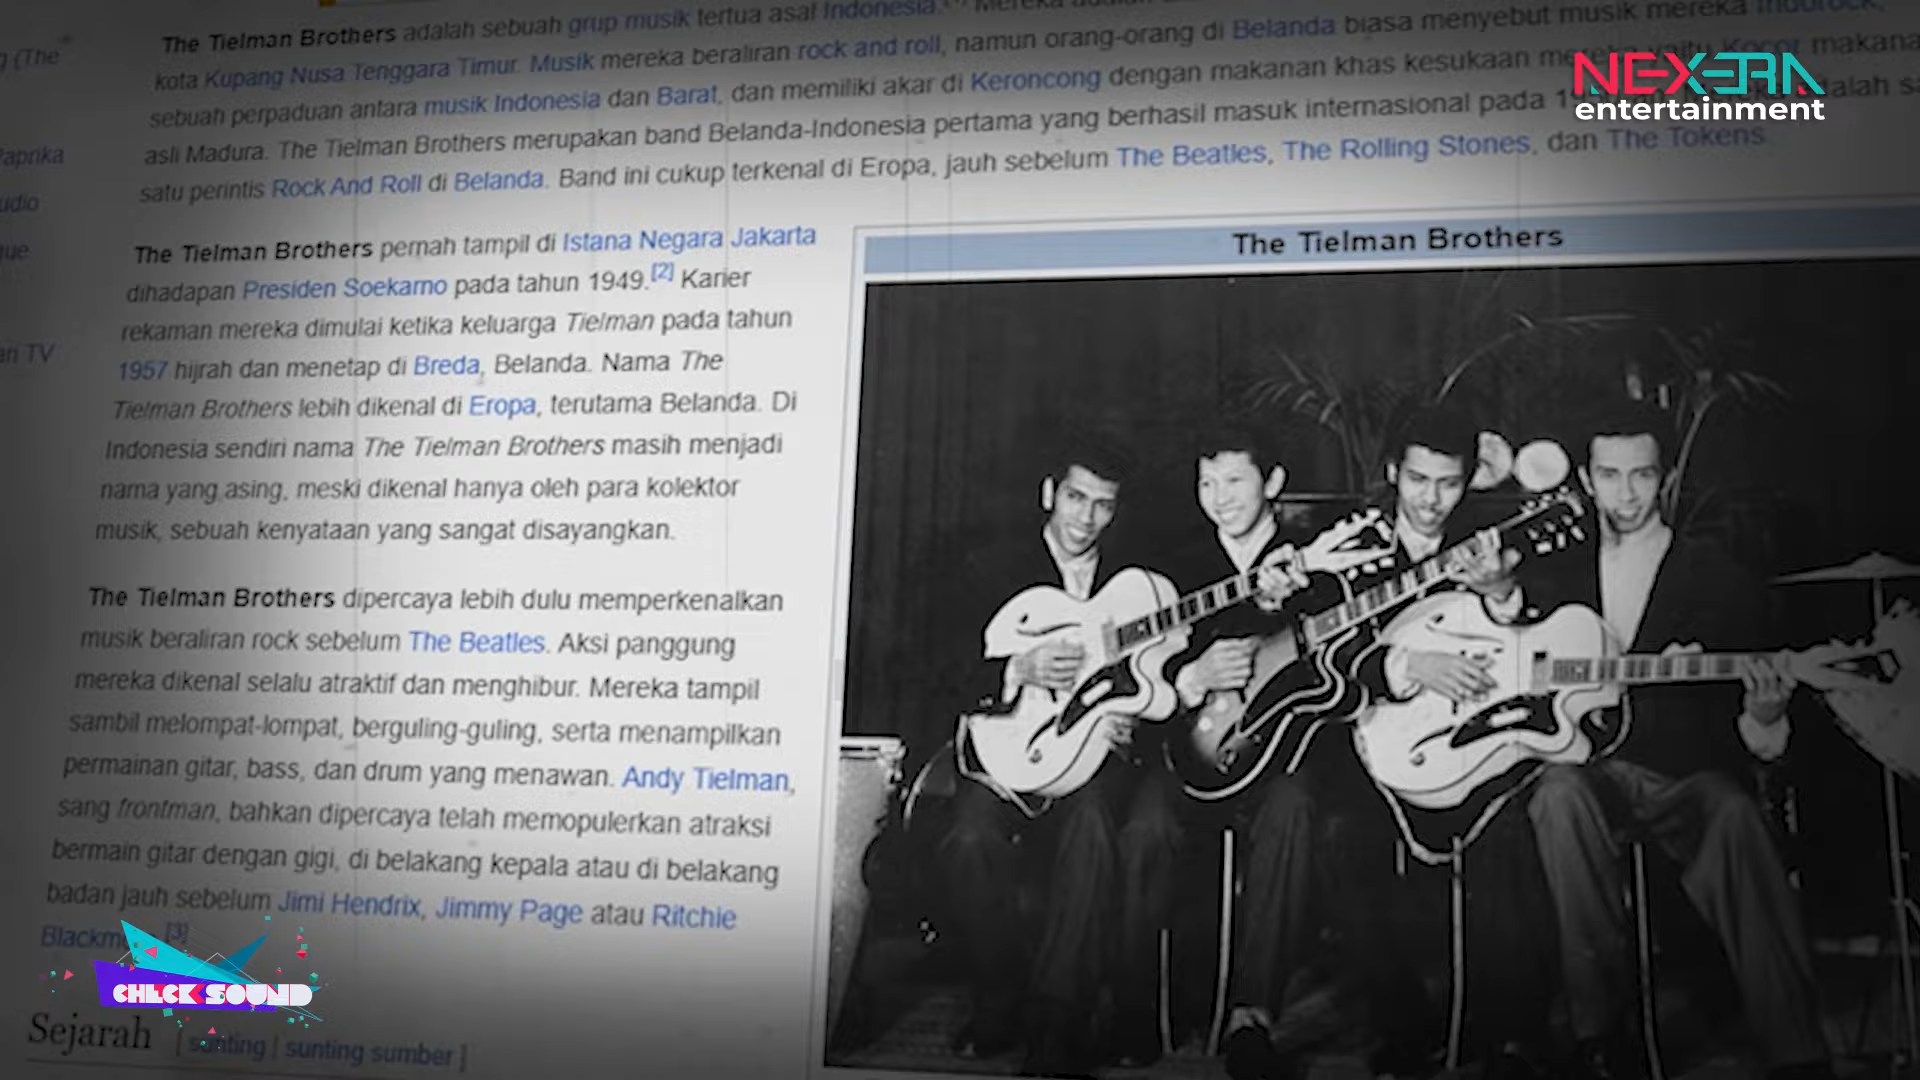 g (The
Paprika
udio
gue
an TV
The Tielman Brothers adalah sebuah grup musik tertua asal Indonesia.
kota Kupang Nusa Tenggara Timur. Musik mereka beraliran rock and roll, namun orang-orang di Belanda biasa menyebut musik mereka Indorock,
sebuah perpaduan antara musik Indonesia dan Barat, dan memiliki akar di Keroncong dengan makanan khas kesukaan mereka yaitu Kocor makanan
asli Madura. The Tielman Brothers merupakan band Belanda-Indonesia pertama yang berhasil masuk internasional pada
satu perintis Rock And Roll di Belanda. Band ini cukup terkenal di Eropa, jauh sebelum The Beatles, The Rolling Stones, dan The Tokens.
The Tielman Brothers pernah tampil di Istana Negara Jakarta
dihadapan Presiden Soekarno pada tahun 1949.[2] Karier
rekaman mereka dimulai ketika keluarga Tielman pada tahun
1957 hijrah dan menetap di Breda, Belanda. Nama The
Tielman Brothers lebih dikenal di Eropa, terutama Belanda. Di
Indonesia sendiri nama The Tielman Brothers masih menjadi
nama yang asing, meski dikenal hanya oleh para kolektor
musik, sebuah kenyataan yang sangat disayangkan.
The Tielman Brothers dipercaya lebih dulu memperkenalkan
musik beraliran rock sebelum The Beatles. Aksi panggung
mereka dikenal selalu atraktif dan menghibur. Mereka tampil
sambil melompat-lompat, berguling-guling, serta menampilkan
permainan gitar, bass, dan drum yang menawan. Andy Tielman,
sang frontman, bahkan dipercaya telah memopulerkan atraksi
bermain gitar dengan gigi, di belakang kepala atau di belakang
badan jauh sebelum Jimi Hendrix, Jimmy Page atau Ritchie
[3]
Sejarah [ sunting | sunting sumber ]
The Tielman Brothers
NEXERA
entertainment
CHECK SOUND